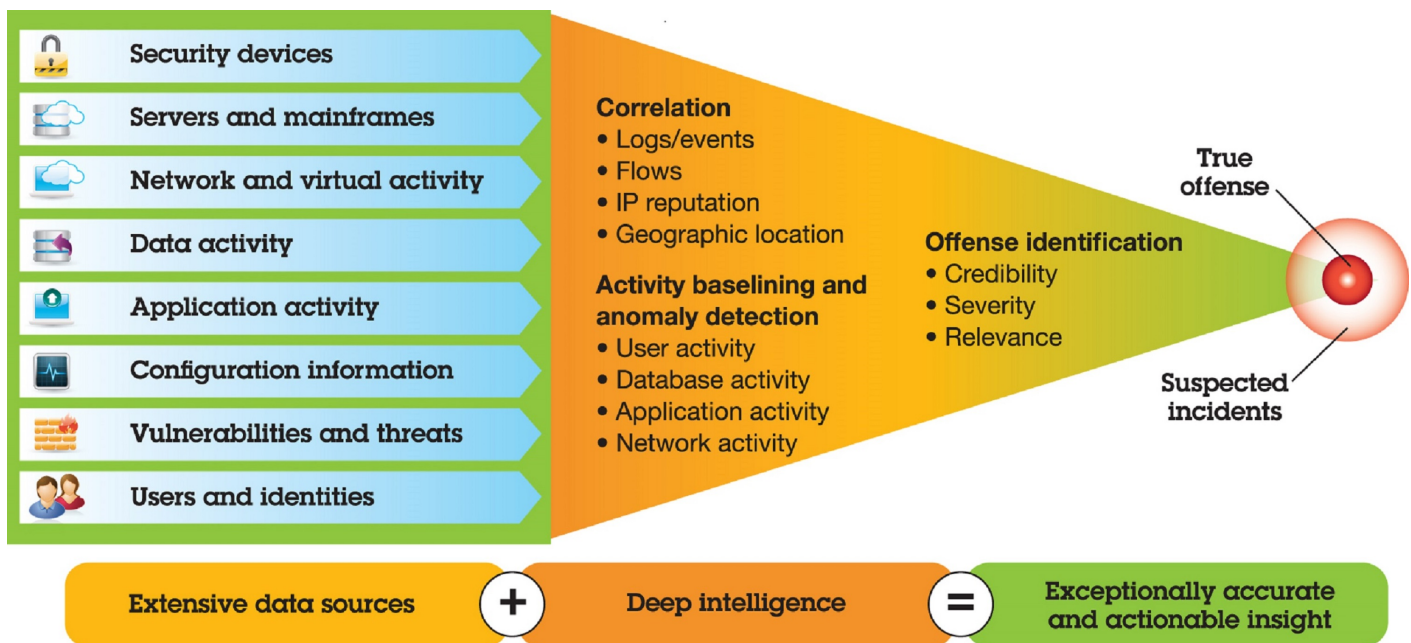 Security devices
Servers and mainframes
Network and virtual activity
Data activity
Application activity
Configuration information
Vulnerabilities and threats
Users and identities
Correlation
• Logs/events
• Flows
• IP reputation
• Geographic location
Activity baselining and
anomaly detection
• User activity
• Database activity
• Application activity
• Network activity
Offense identification
• Credibility
• Severity
• Relevance
True
offense
Suspected
incidents
Extensive data sources
+
Deep intelligence
=
Exceptionally accurate
and actionable insight